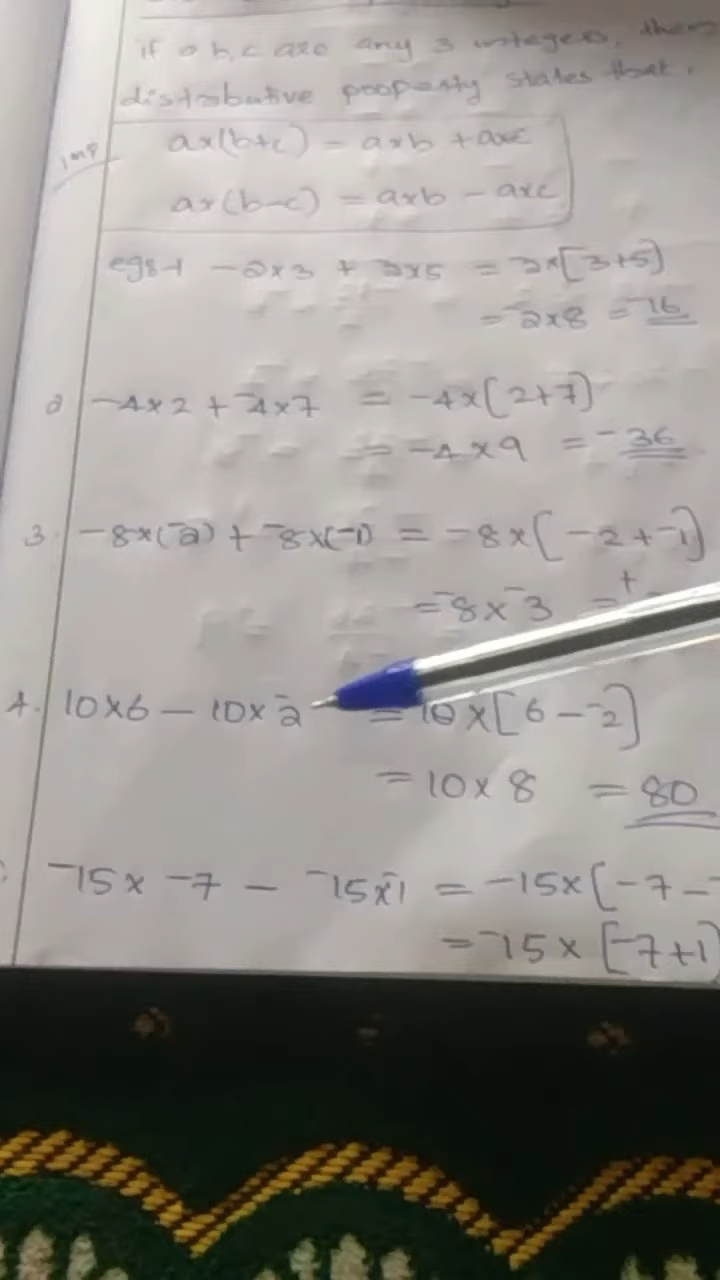 If a, b, c are any 3 integers, then
distributive property states that.
Imp
a×(b+c) = a×b + a×c
a×(b-c) = a×b - a×c
egs-1 -2×3 + -2×5 = -2×[3+5]
= -2×8 = -16
2 -4×2 + -4×7 = -4×[2+7]
= -4×9 = -36
3. -8×(-2) + -8×(-1) = -8×[-2+-1]
= -8×-3 = +
4. 10×6 - 10×-2 = 10×[6--2]
= 10×8 = 80
-15×-7 - -15×-1 = -15×[-7-
= -15×[-7+1]